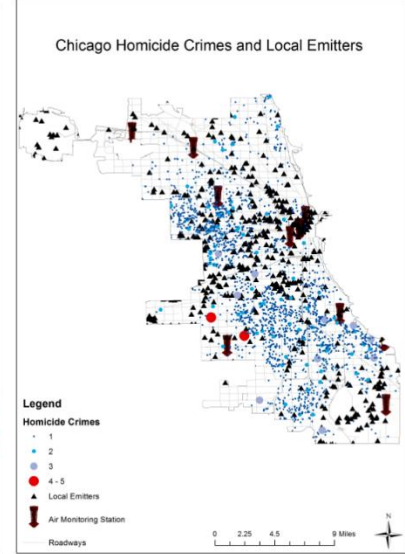 Chicago Homicide Crimes and Local Emitters
Legend
Homicide Crimes
1
2
3
4 - 5
Local Emitters
Air Monitoring Station
Roadways
0 2.25 4.5 9 Miles
N